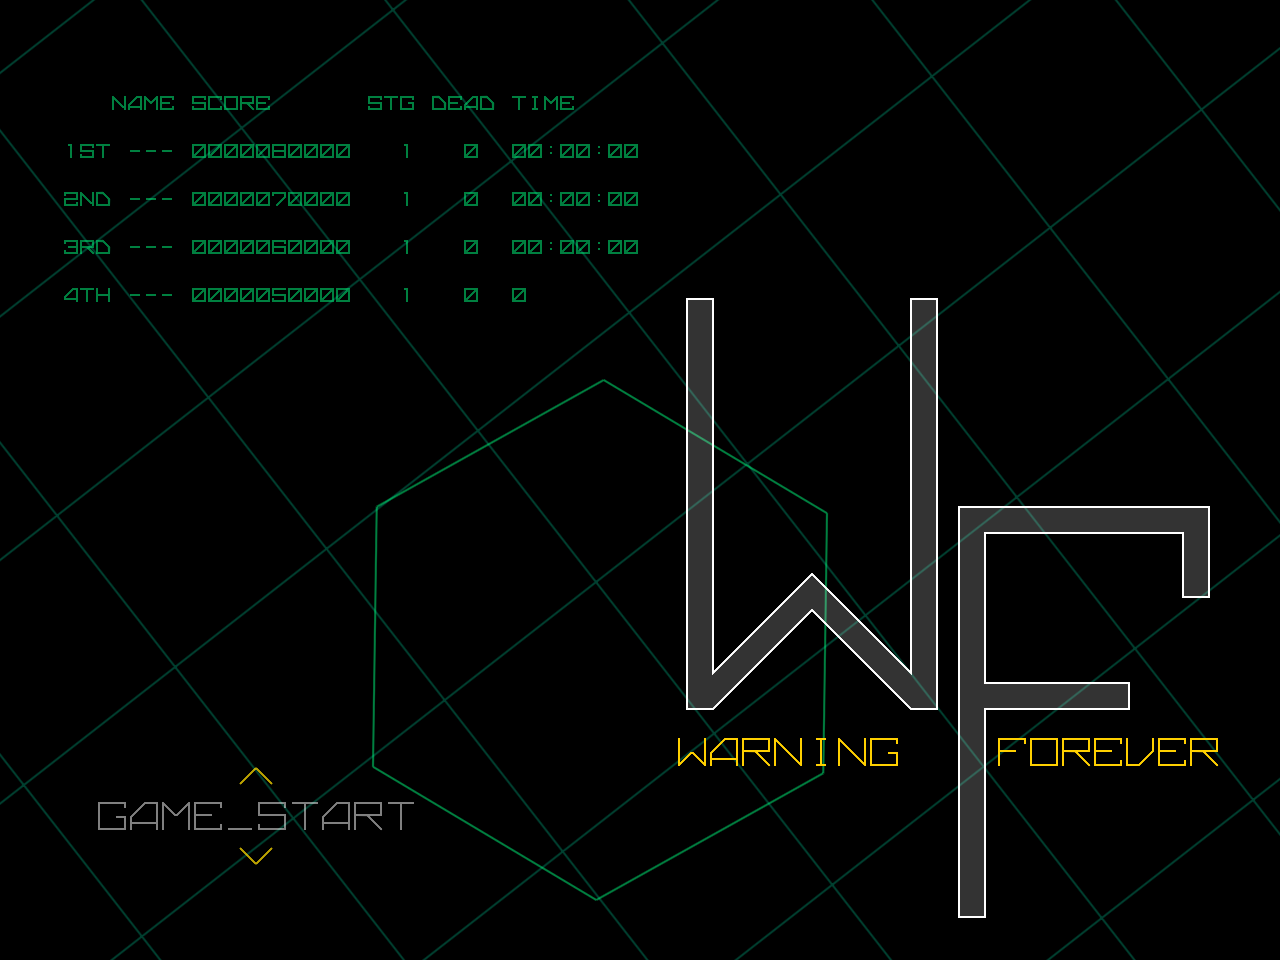 NAME SCORE STG DEAD TIME
1ST --- 0000080000 1 0 00:00:00
2ND --- 0000070000 1 0 00:00:00
3RD --- 0000060000 1 0 00:00:00
4TH --- 0000050000 1 0 0
WF
WARNING FOREVER
GAME_START